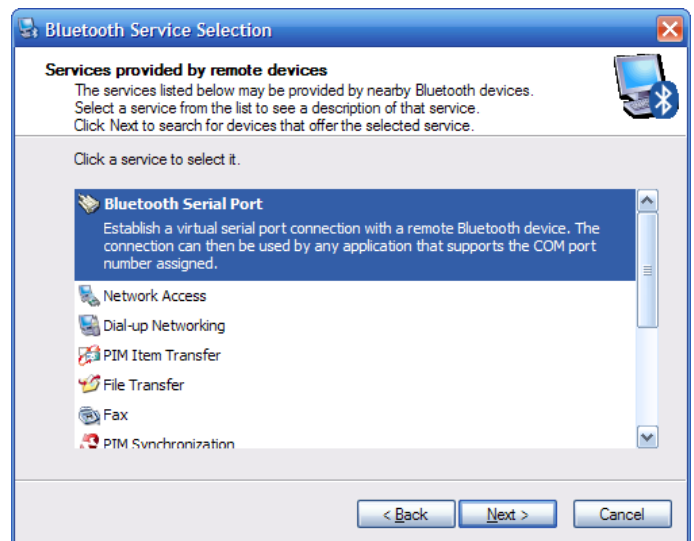 Bluetooth Service Selection
Services provided by remote devices
The services listed below may be provided by nearby Bluetooth devices.
Select a service from the list to see a description of that service.
Click Next to search for devices that offer the selected service.
Click a service to select it.
Bluetooth Serial Port
Establish a virtual serial port connection with a remote Bluetooth device. The
connection can then be used by any application that supports the COM port
number assigned.
Network Access
Dial-up Networking
PIM Item Transfer
File Transfer
Fax
PIM Synchronization
< Back
Next >
Cancel